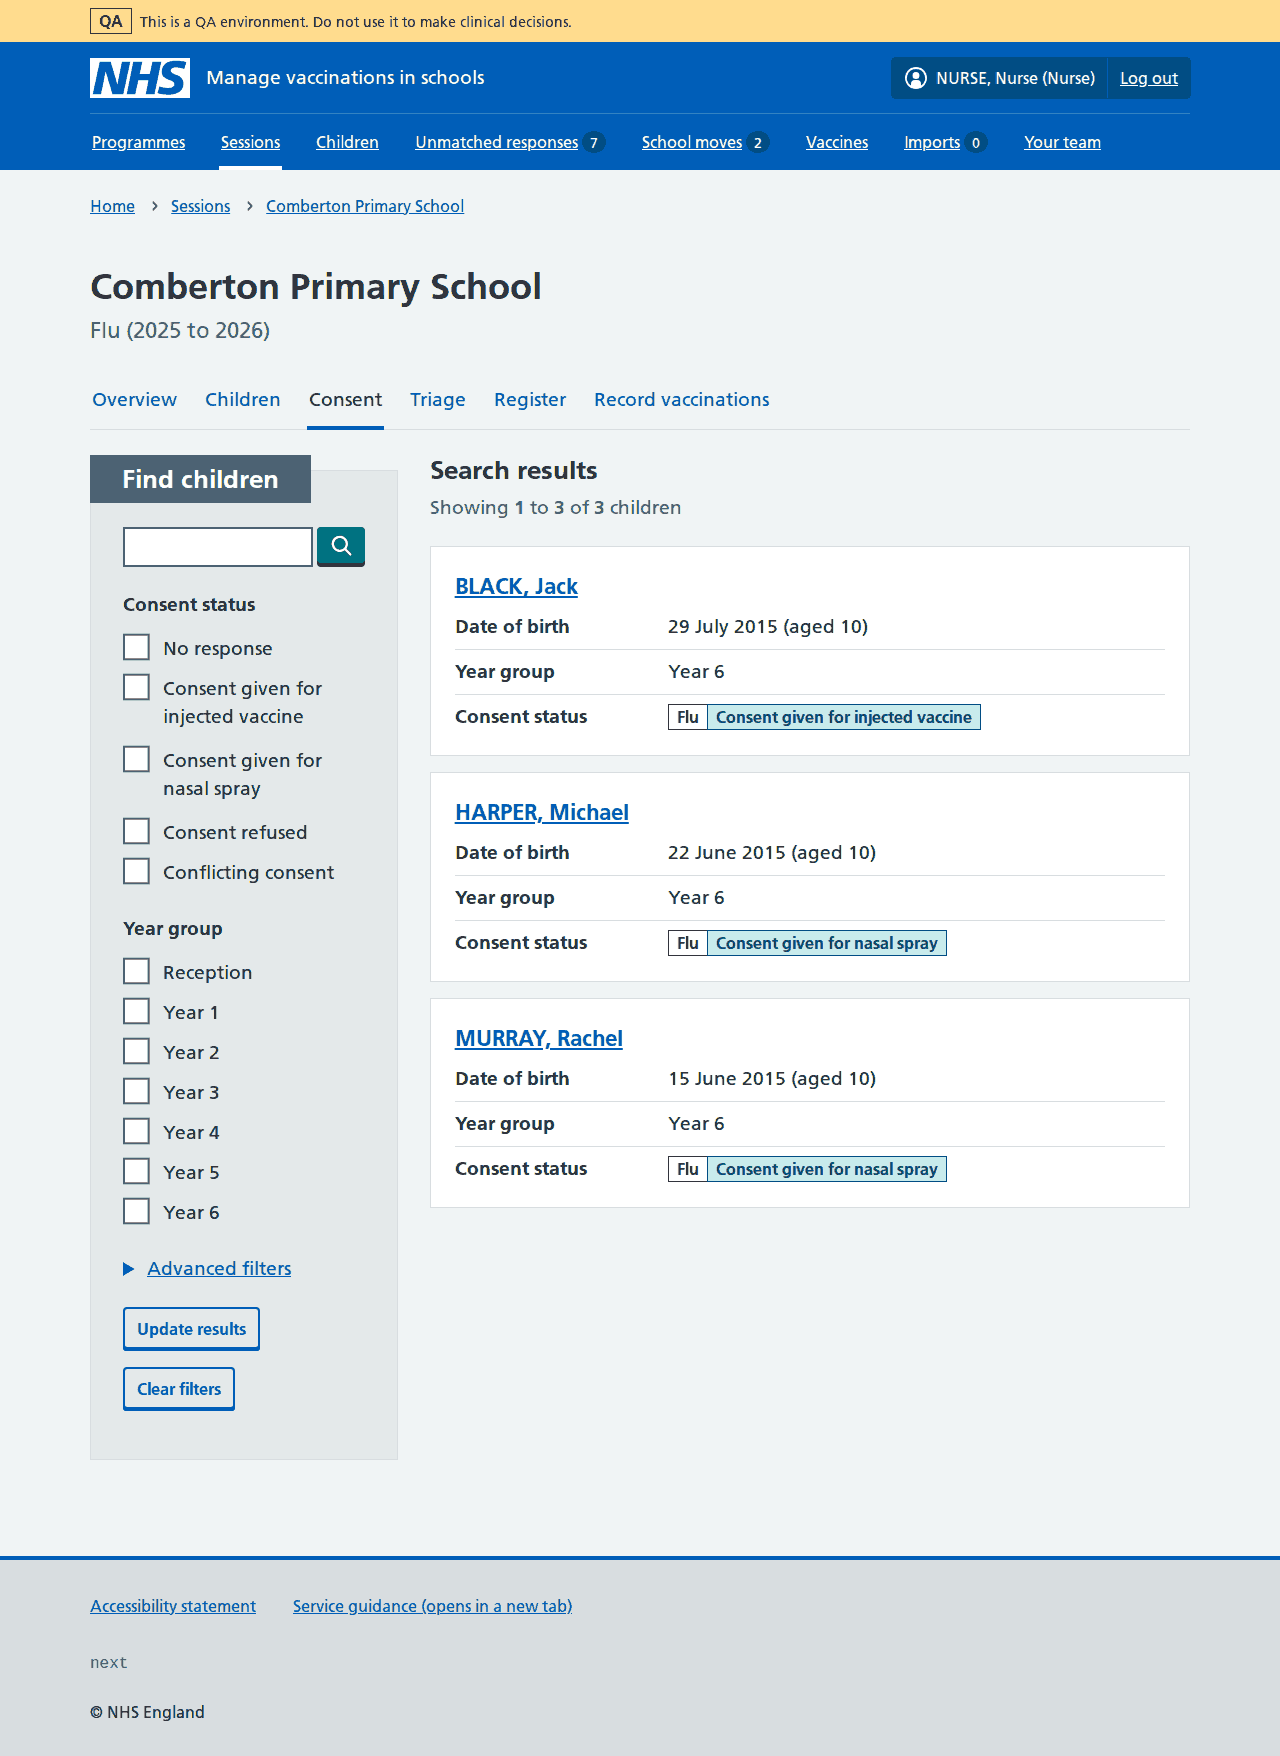 QA This is a QA environment. Do not use it to make clinical decisions.
NHS Manage vaccinations in schools NURSE, Nurse (Nurse) Log out
Programmes Sessions Children Unmatched responses 7 School moves 2 Vaccines Imports 0 Your team
Home Sessions Comberton Primary School
Comberton Primary School
Flu (2025 to 2026)
Overview Children Consent Triage Register Record vaccinations
Find children
Consent status
No response
Consent given for
injected vaccine
Consent given for
nasal spray
Consent refused
Conflicting consent
Year group
Reception
Year 1
Year 2
Year 3
Year 4
Year 5
Year 6
Advanced filters
Update results
Clear filters
Search results
Showing 1 to 3 of 3 children
BLACK, Jack
Date of birth 29 July 2015 (aged 10)
Year group Year 6
Consent status Flu Consent given for injected vaccine
HARPER, Michael
Date of birth 22 June 2015 (aged 10)
Year group Year 6
Consent status Flu Consent given for nasal spray
MURRAY, Rachel
Date of birth 15 June 2015 (aged 10)
Year group Year 6
Consent status Flu Consent given for nasal spray
Accessibility statement Service guidance (opens in a new tab)
next
© NHS England